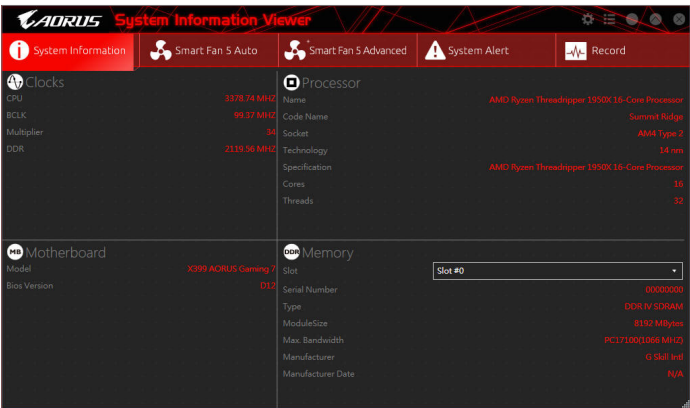 AORUS System Information Viewer
System Information
Smart Fan 5 Auto
Smart Fan 5 Advanced
System Alert
Record
Clocks
CPU 3378.74 MHZ
BCLK 99.37 MHZ
Multiplier 34
DDR 2119.56 MHZ
Processor
Name AMD Ryzen Threadripper 1950X 16-Core Processor
Code Name Summit Ridge
Socket AM4 Type 2
Technology 14 nm
Specification AMD Ryzen Threadripper 1950X 16-Core Processor
Cores 16
Threads 32
MB Motherboard
Model X399 AORUS Gaming 7
Bios Version D12
DDR Memory
Slot Slot #0
Serial Number 00000000
Type DDR IV SDRAM
ModuleSize 8192 MBytes
Max. Bandwidth PC17100(1066 MHZ)
Manufacturer G Skill Intl
Manufacturer Date N/A